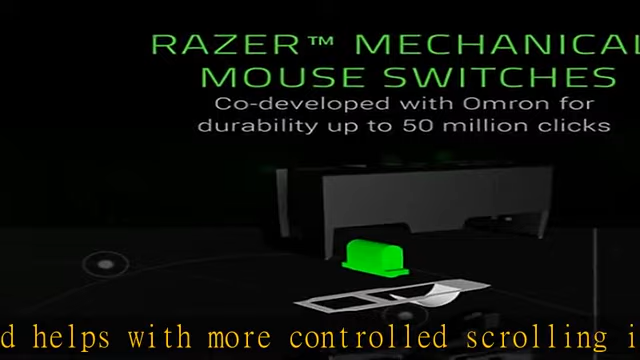 RAZER™ MECHANICAL
MOUSE SWITCHES
Co-developed with Omron for
durability up to 50 million clicks
helps with more controlled scrolling